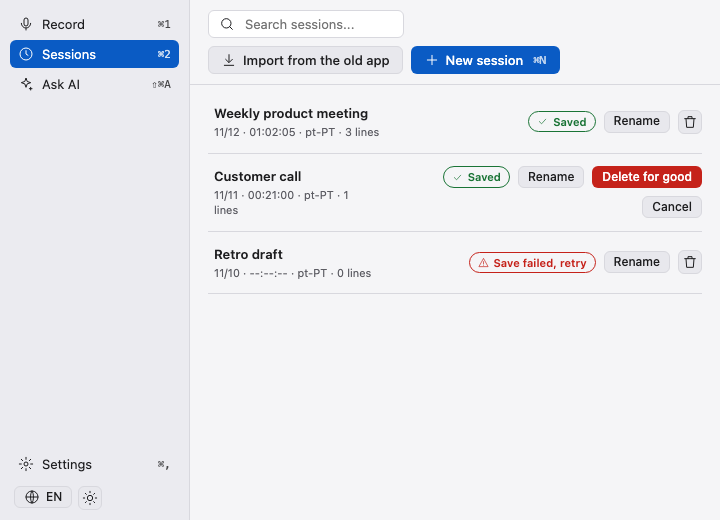 Record ⌘1
Sessions ⌘2
Ask AI ⇧⌘A
Settings ⌘,
EN
Search sessions...
Import from the old app
New session ⌘N
Weekly product meeting
11/12 · 01:02:05 · pt-PT · 3 lines
Saved
Rename
Customer call
11/11 · 00:21:00 · pt-PT · 1
lines
Saved
Rename
Delete for good
Cancel
Retro draft
11/10 · --:--:-- · pt-PT · 0 lines
Save failed, retry
Rename